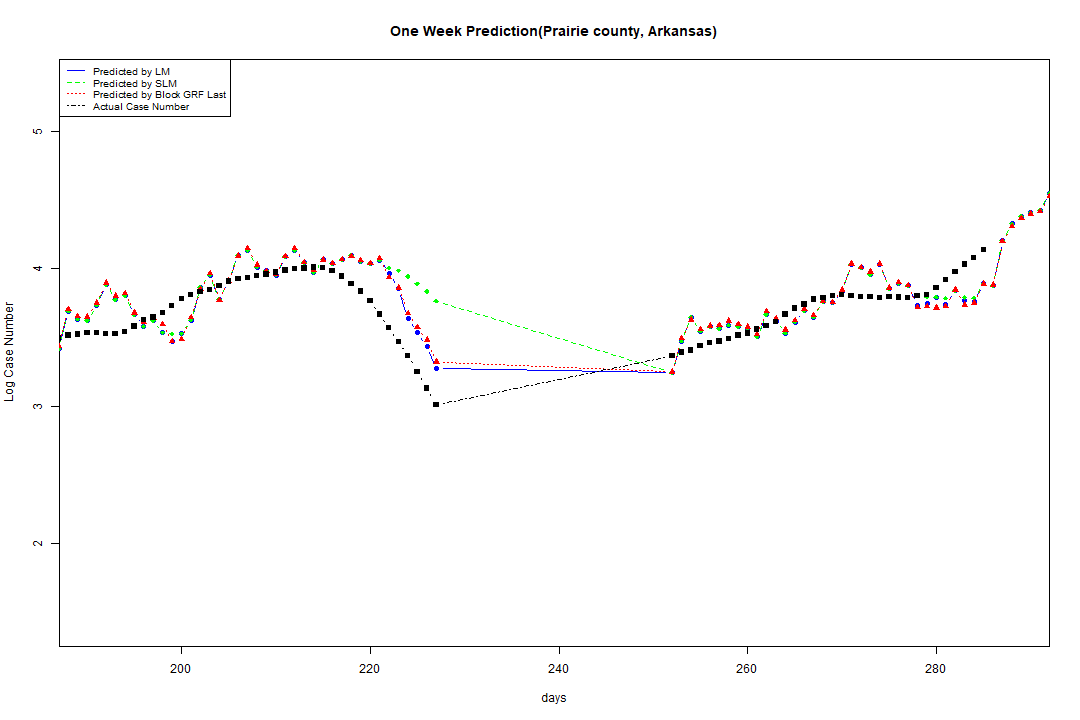 One Week Prediction(Prairie county, Arkansas)
Predicted by LM
Predicted by SLM
Predicted by Block GRF Last
Actual Case Number
5
4
3
2
Log Case Number
200 220 240 260 280
days